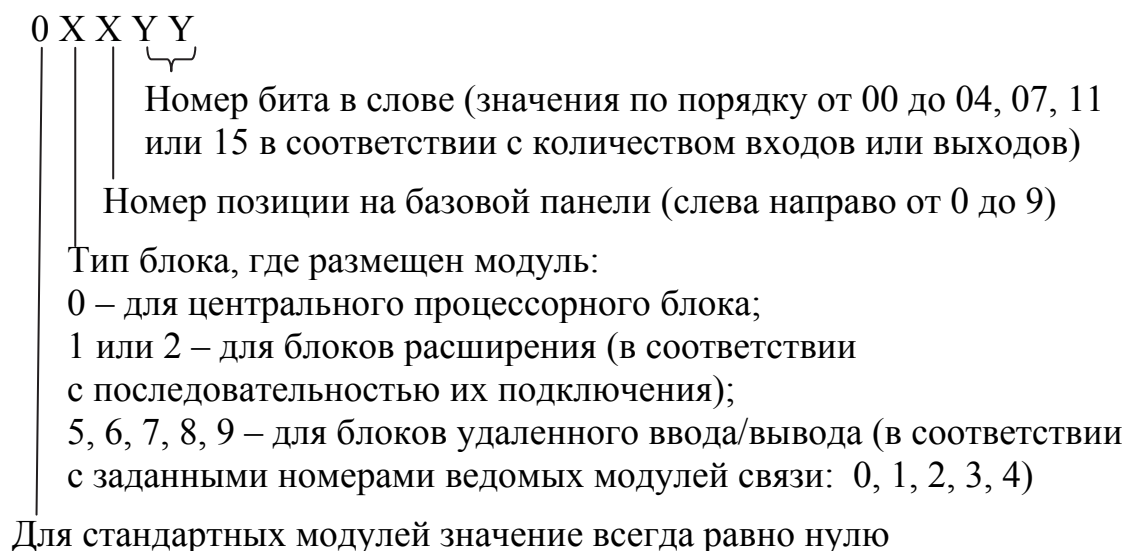 0 X X Y Y
Номер бита в слове (значения по порядку от 00 до 04, 07, 11
или 15 в соответствии с количеством входов или выходов)
Номер позиции на базовой панели (слева направо от 0 до 9)
Тип блока, где размещен модуль:
0 – для центрального процессорного блока;
1 или 2 – для блоков расширения (в соответствии
с последовательностью их подключения);
5, 6, 7, 8, 9 – для блоков удаленного ввода/вывода (в соответствии
с заданными номерами ведомых модулей связи: 0, 1, 2, 3, 4)
Для стандартных модулей значение всегда равно нулю